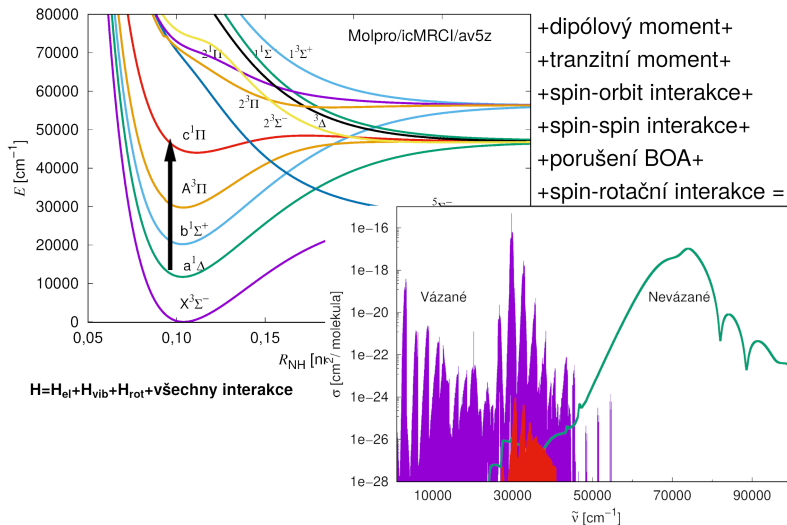 80000
70000
60000
50000
40000
30000
20000
10000
0
E [cm⁻¹]
0,05
0,10
0,15
Molpro/icMRCI/av5z
2¹Π
1¹Σ
1³Σ⁺
2³Π
2³Σ⁻
³Δ
c¹Π
A³Π
b¹Σ⁺
a¹Δ
X³Σ⁻
H=Hel+Hvib+Hrot+všechny interakce
+dipólový moment+
+tranzitní moment+
+spin-orbit interakce+
+spin-spin interakce+
+porušení BOA+
+spin-rotační interakce =
1e−16
1e−18
1e−20
1e−22
1e−24
1e−26
1e−28
σ [cm²/ molekula]
Vázané
Nevázané
10000
30000
50000
70000
90000
ṽ [cm⁻¹]